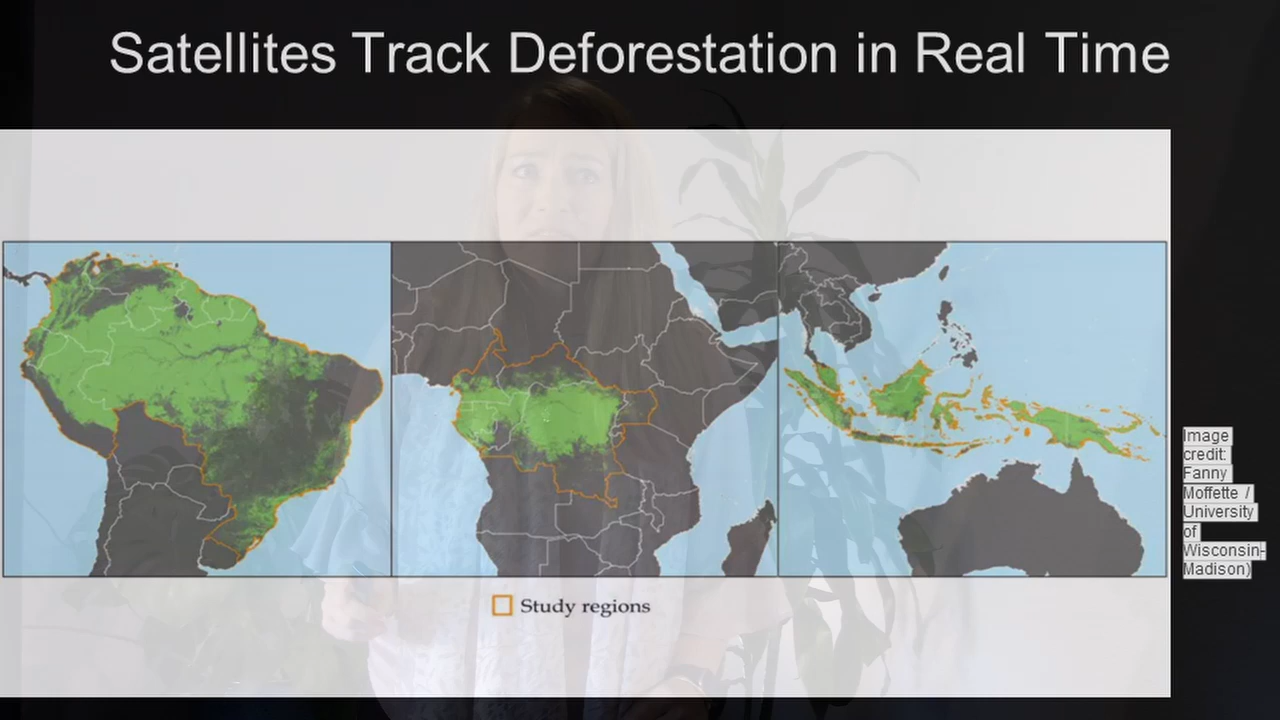 Satellites Track Deforestation in Real Time
Study regions
Image
credit:
Fanny
Moffette /
University
of
Wisconsin-
Madison)